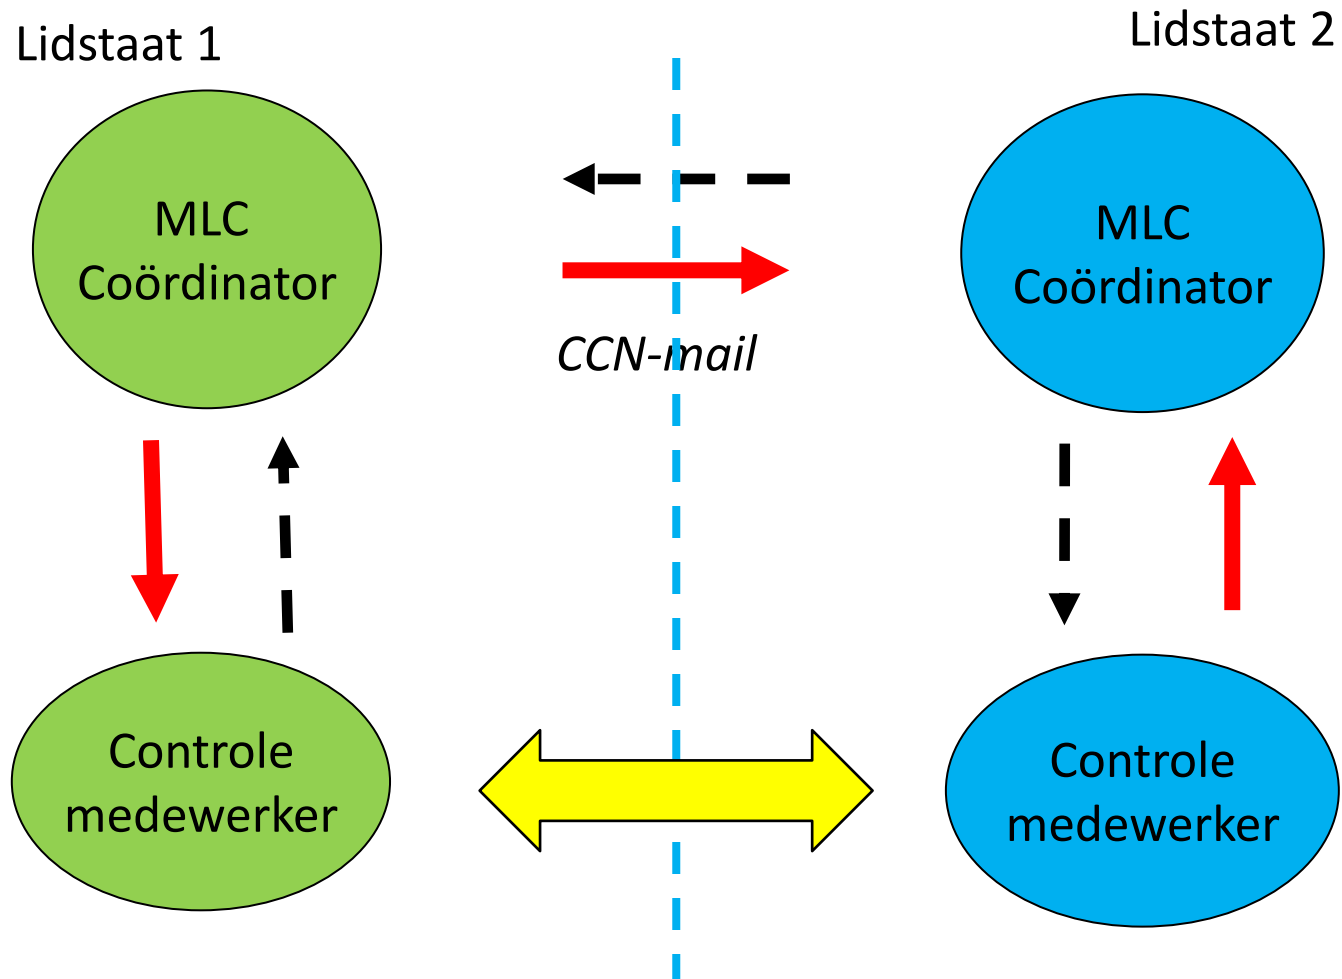 Lidstaat 1
Lidstaat 2
MLC
Coördinator
MLC
Coördinator
CCN-mail
Controle
medewerker
Controle
medewerker